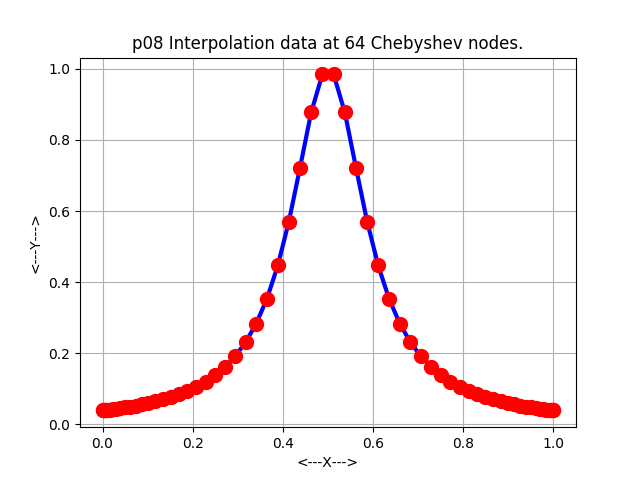 p08 Interpolation data at 64 Chebyshev nodes.
1.0
0.8
0.6
0.4
0.2
0.0
<---Y--->
0.0 0.2 0.4 0.6 0.8 1.0
<---X--->